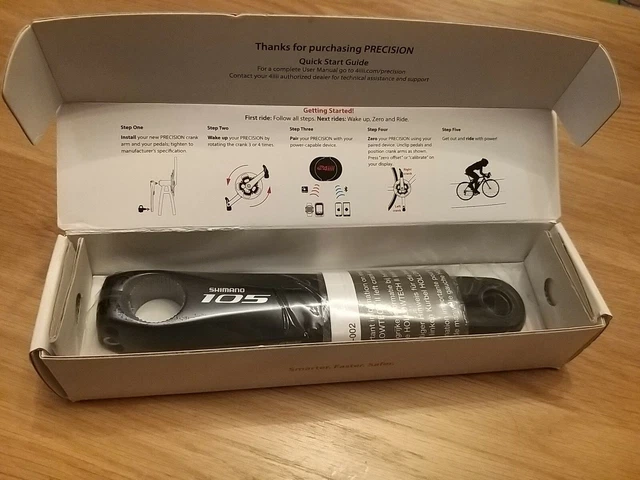 Thanks for purchasing PRECISION
Quick Start Guide
For a complete User Manual go to 4iiii.com/precision
Contact your 4iiii authorized dealer for technical assistance and support
Getting Started!
First ride: Follow all steps. Next rides: Wake up, Zero and Ride.
Step One
Install your new PRECISION crank
arm and your pedals; tighten to
manufacturer's specification.
Step Two
Wake up your PRECISION by
rotating the crank 3 or 4 times.
Step Three
Pair your PRECISION with your
power-capable device.
Step Four
Zero your PRECISION using your
paired device. Unclip pedals and
position crank arms as shown.
Press "zero offset" or "calibrate" on
your display.
Step Five
Get out and ride with power!
SHIMANO
105
-002
Smarter Faster Safer